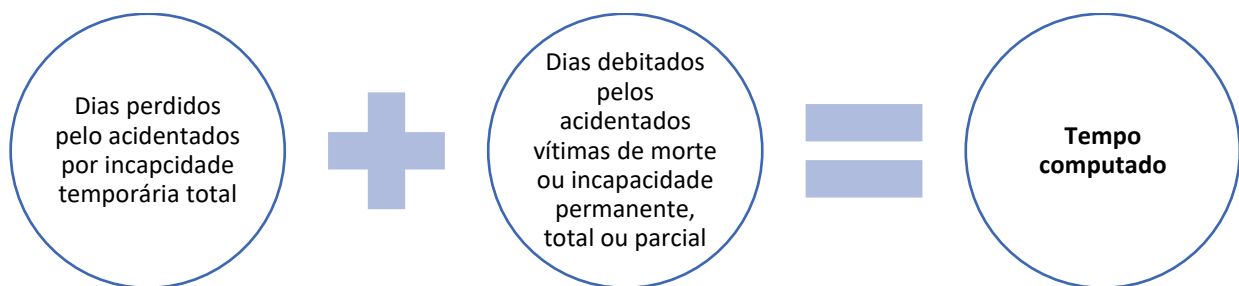 Dias perdidos
pelo acidentados
por incapcidade
temporária total
Dias debitados
pelos
acidentados
vítimas de morte
ou incapacidade
permanente,
total ou parcial
Tempo
computado